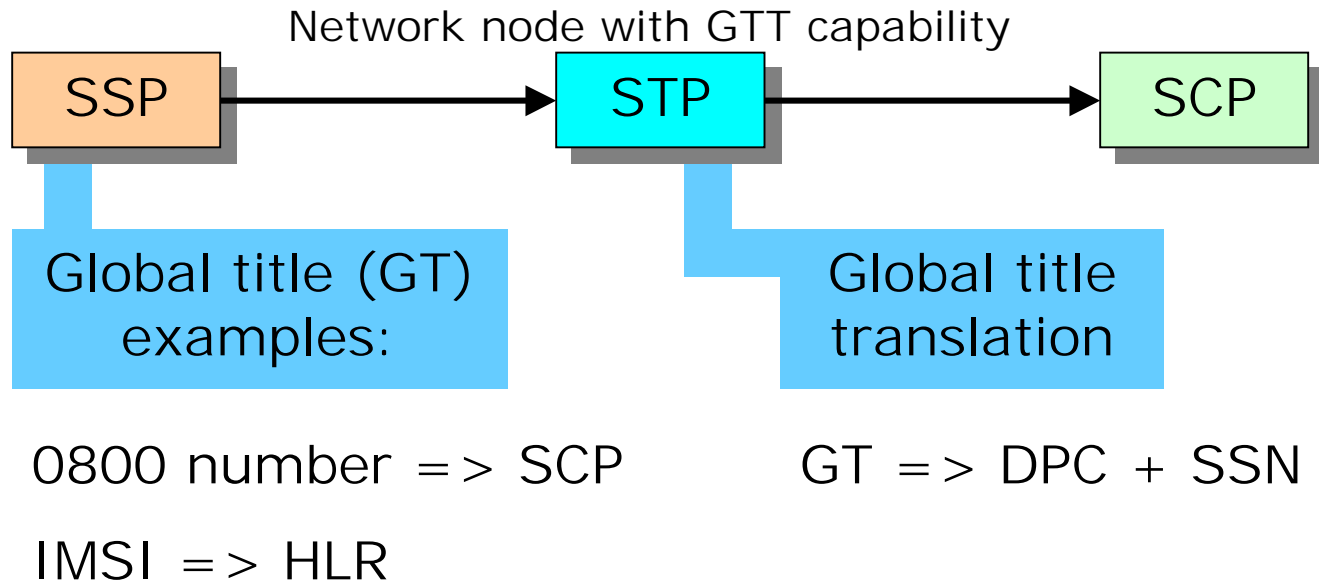 Network node with GTT capability
SSP
STP
SCP
Global title (GT)
examples:
Global title
translation
0800 number => SCP
GT => DPC + SSN
IMSI => HLR